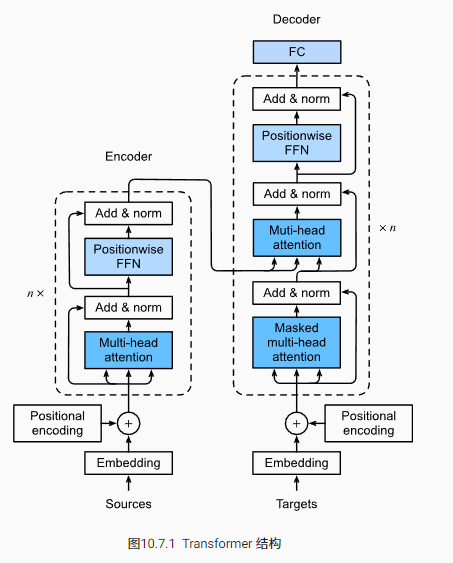 Decoder
FC
Add & norm
Positionwise
FFN
Add & norm
Muti-head
attention
× n
Add & norm
Masked
multi-head
attention
Positional
encoding
+
Embedding
Targets
Encoder
Add & norm
Positionwise
FFN
n ×
Add & norm
Multi-head
attention
Positional
encoding
+
Embedding
Sources
图10.7.1 Transformer 结构